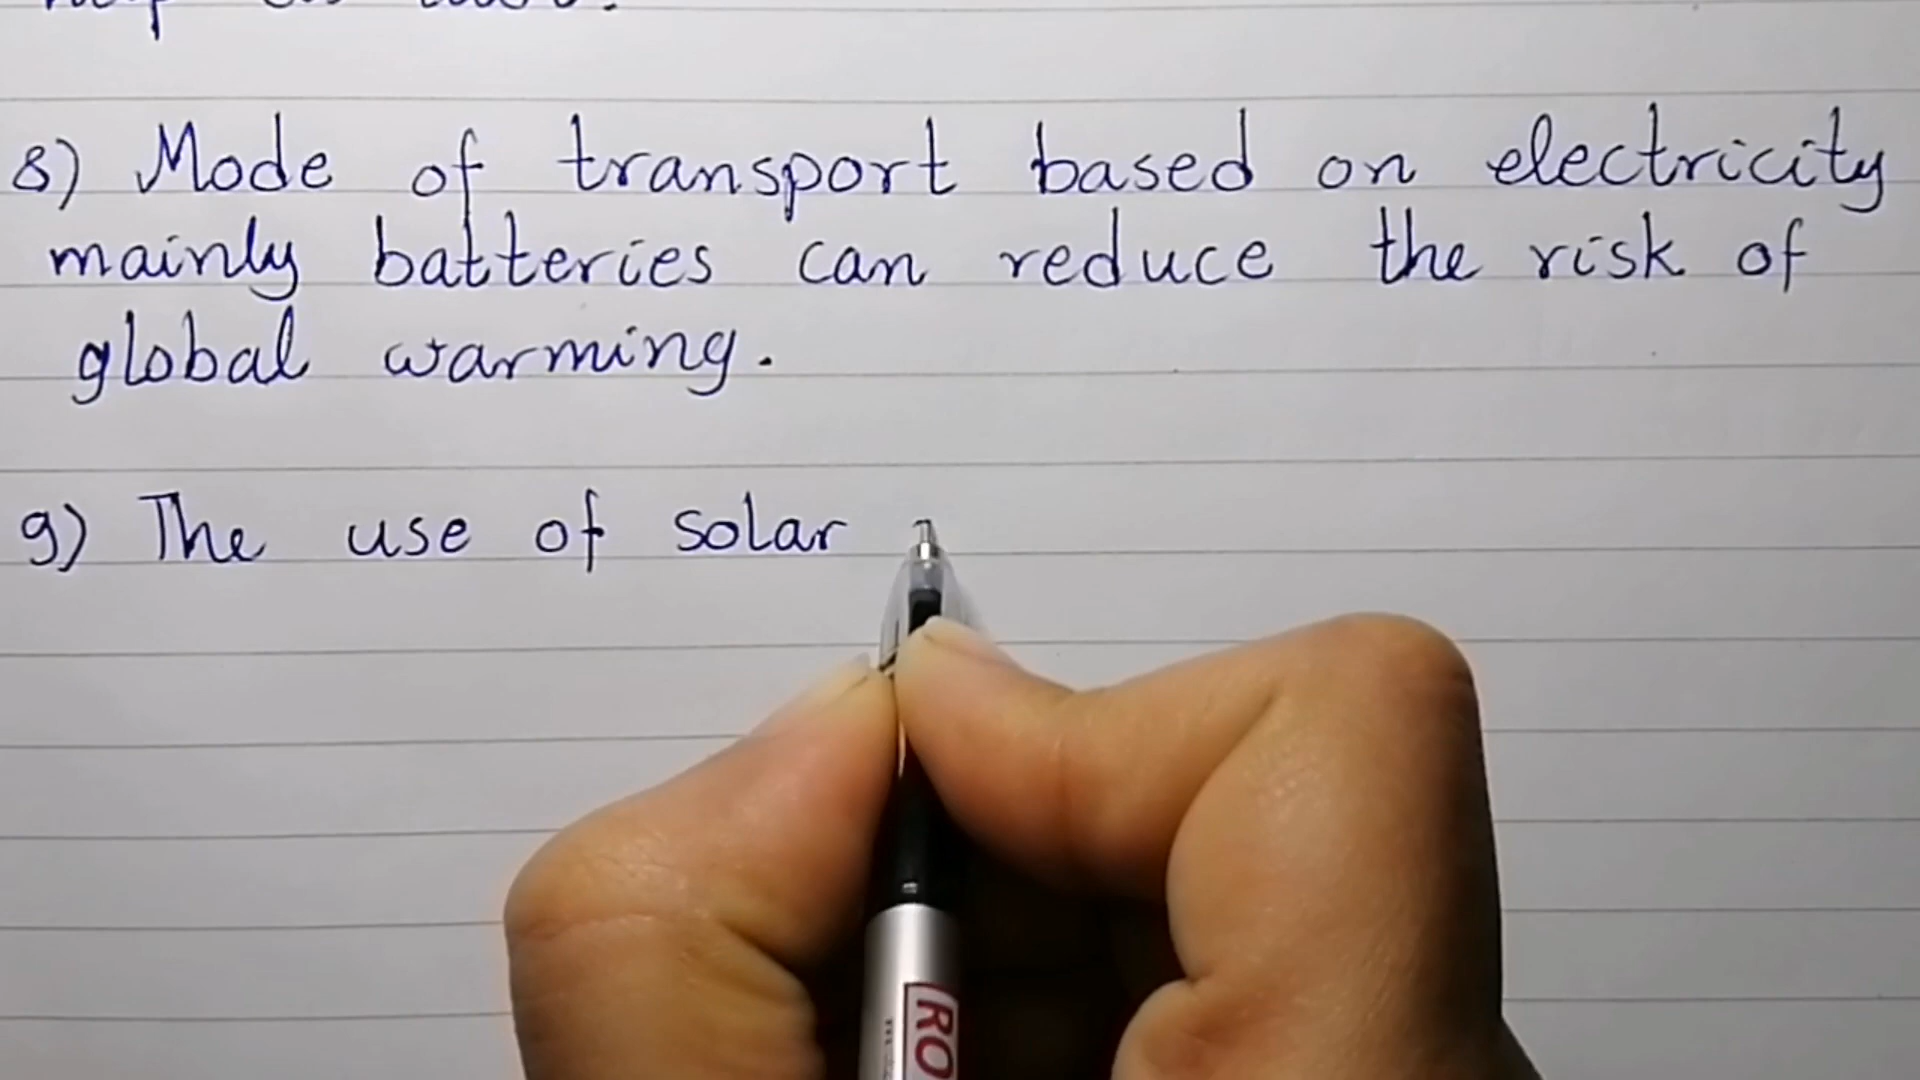 8) Mode of transport based on electricity
mainly batteries can reduce the risk of
global warming.
9) The use of solar
RO